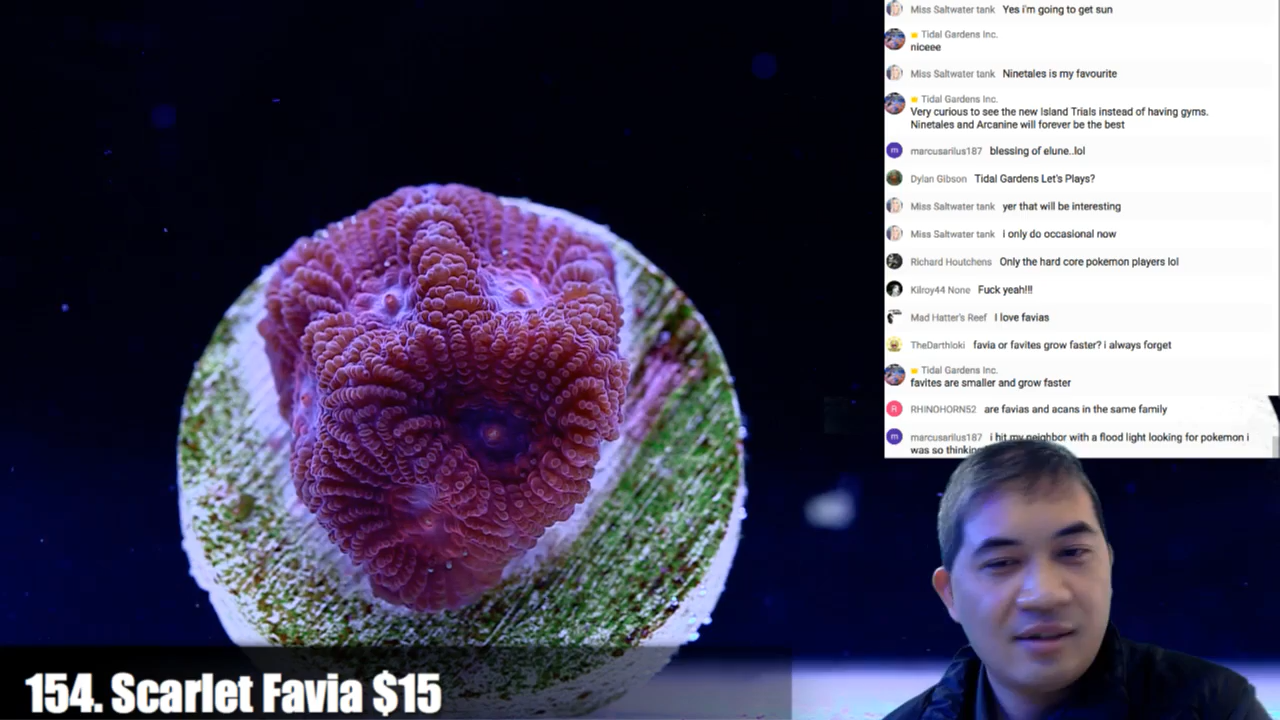 Miss Saltwater tank Yes i'm going to get sun
Tidal Gardens Inc.
niceee
Miss Saltwater tank Ninetales is my favourite
Tidal Gardens Inc.
Very curious to see the new Island Trials instead of having gyms.
Ninetales and Arcanine will forever be the best
m marcusarilus187 blessing of elune..lol
Dylan Gibson Tidal Gardens Let's Plays?
Miss Saltwater tank yer that will be interesting
Miss Saltwater tank i only do occasional now
Richard Houtchens Only the hard core pokemon players lol
Kilroy44 None Fuck yeah!!!
Mad Hatter's Reef I love favias
TheDarthloki favia or favites grow faster? i always forget
Tidal Gardens Inc.
favites are smaller and grow faster
R RHINOHORN52 are favias and acans in the same family
m marcusarilus187 i hit my neighbor with a flood light looking for pokemon i
was so thinking
154. Scarlet Favia $15